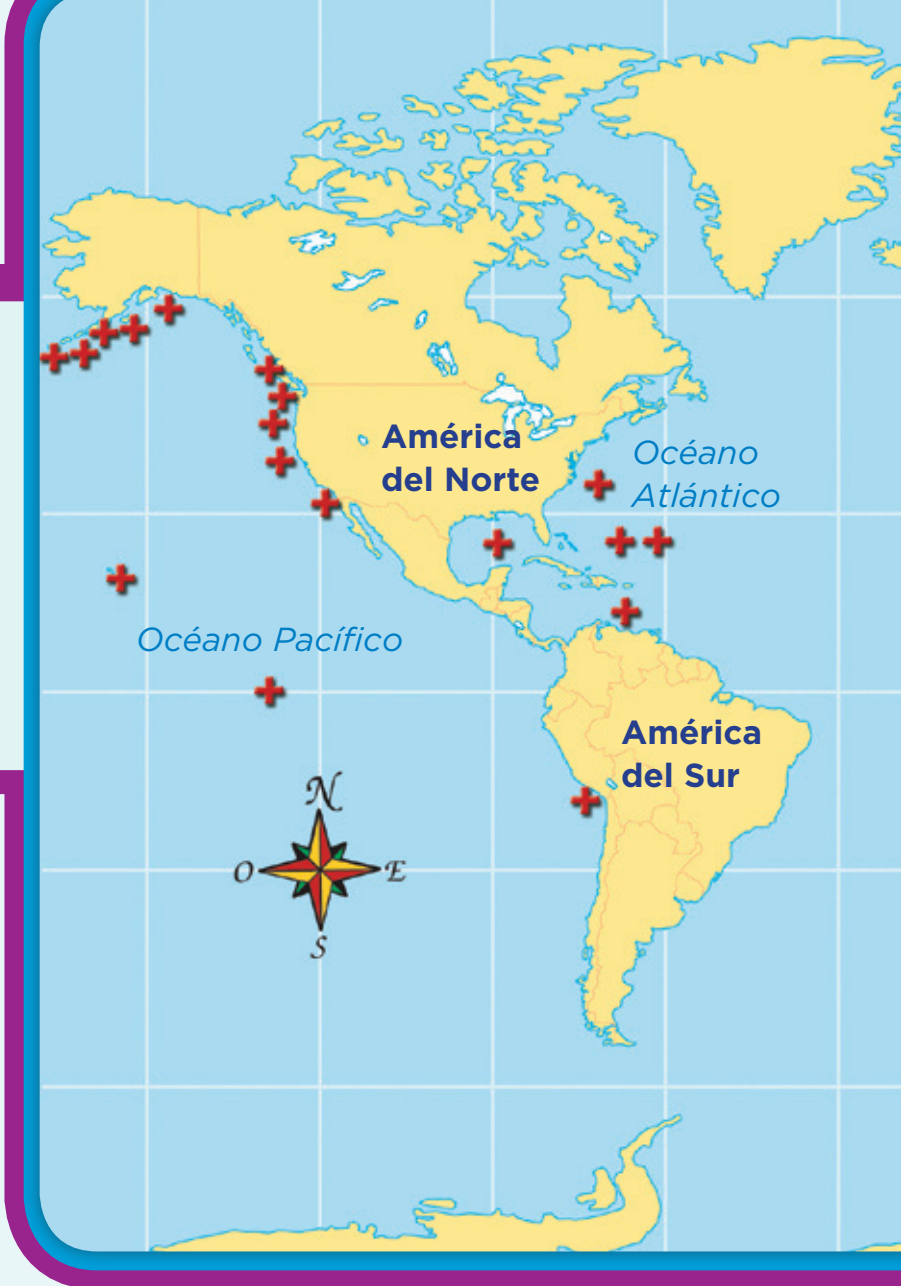 América
del Norte
Océano
Atlántico
Océano Pacífico
América
del Sur
N
O
E
S